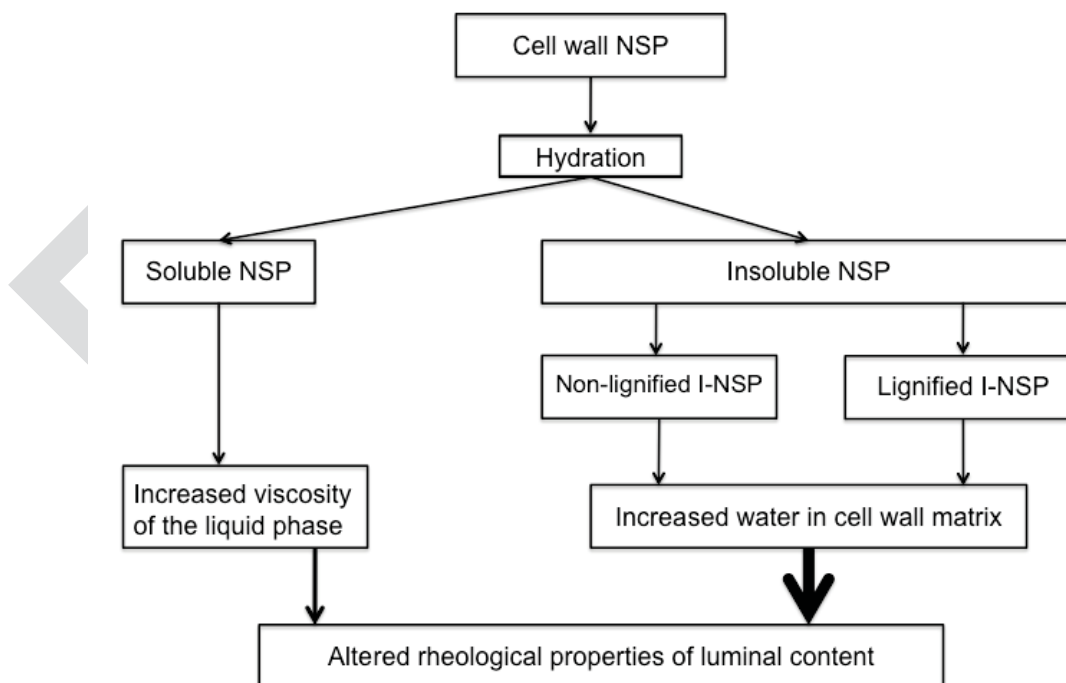 Cell wall NSP
Hydration
Soluble NSP
Insoluble NSP
Non-lignified I-NSP
Lignified I-NSP
Increased viscosity
of the liquid phase
Increased water in cell wall matrix
Altered rheological properties of luminal content